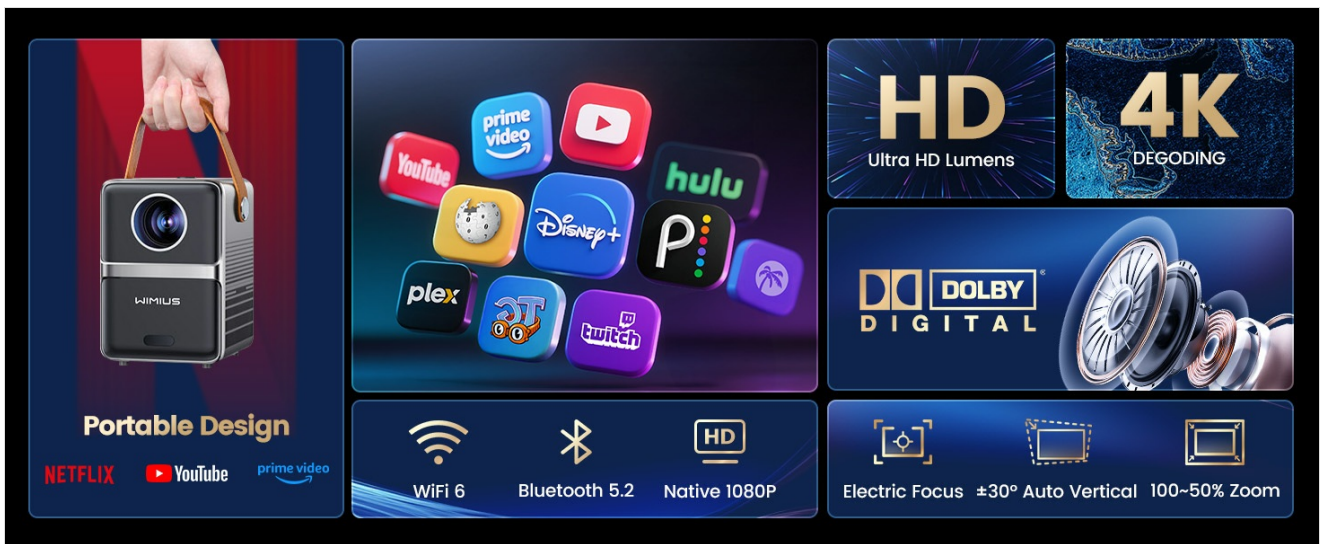 WIMIUS
Portable Design
NETFLIX
YouTube
prime video
prime
video
YouTube
hulu
Disney+
P
plex
JT
twitch
WiFi 6
Bluetooth 5.2
HD
Native 1080P
HD
Ultra HD Lumens
4K
DEGODING
DOLBY
DIGITAL
Electric Focus
±30° Auto Vertical
100~50% Zoom